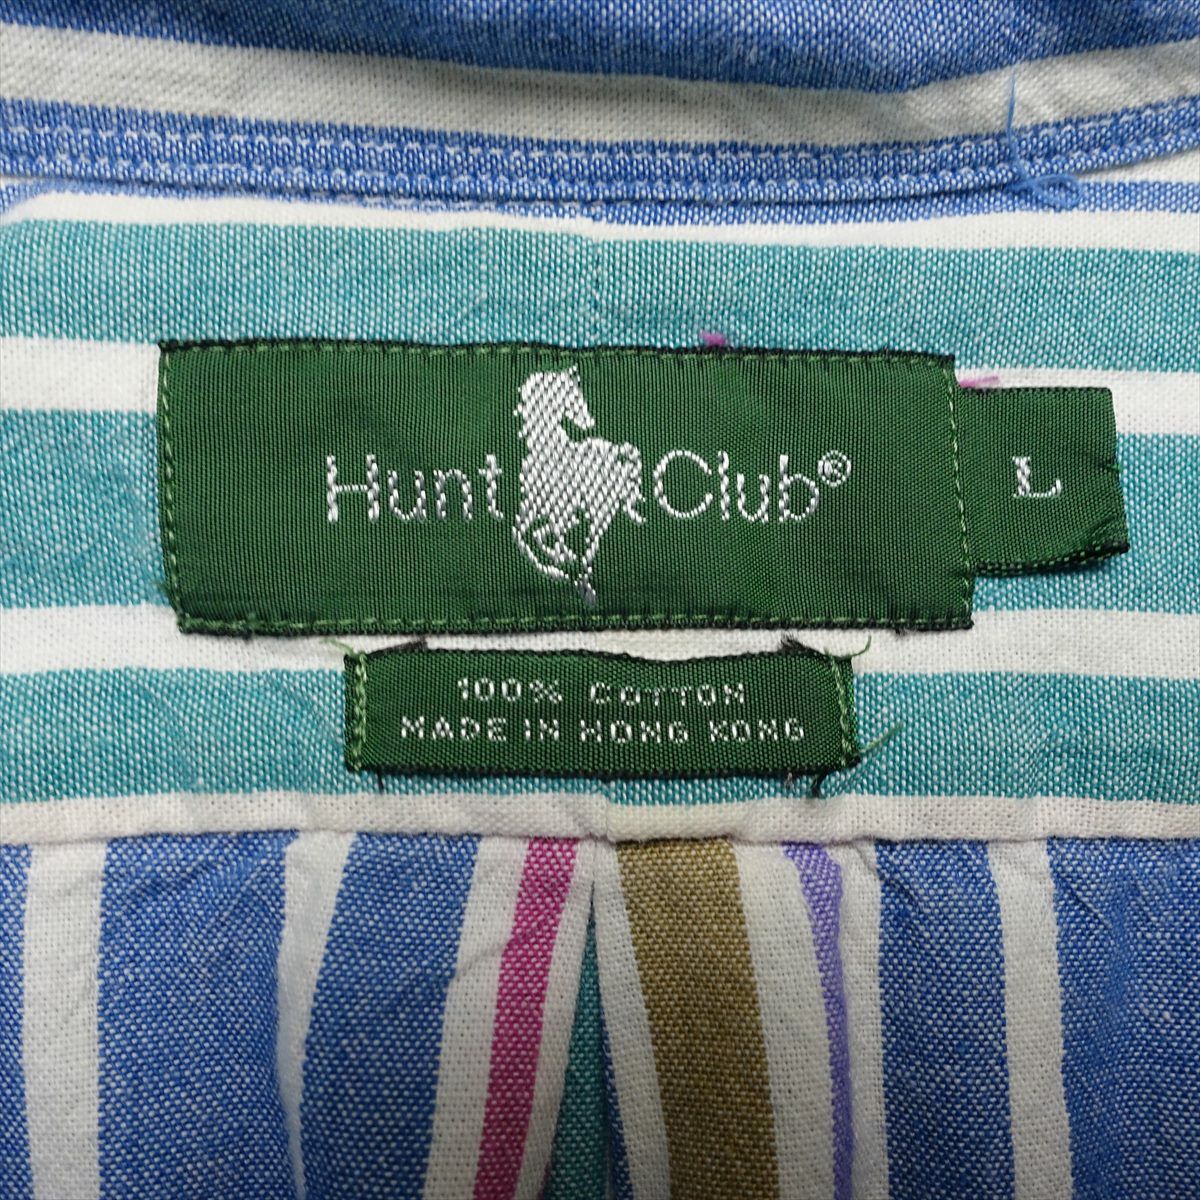 Hunt Club®
L
100% COTTON
MADE IN HONG KONG